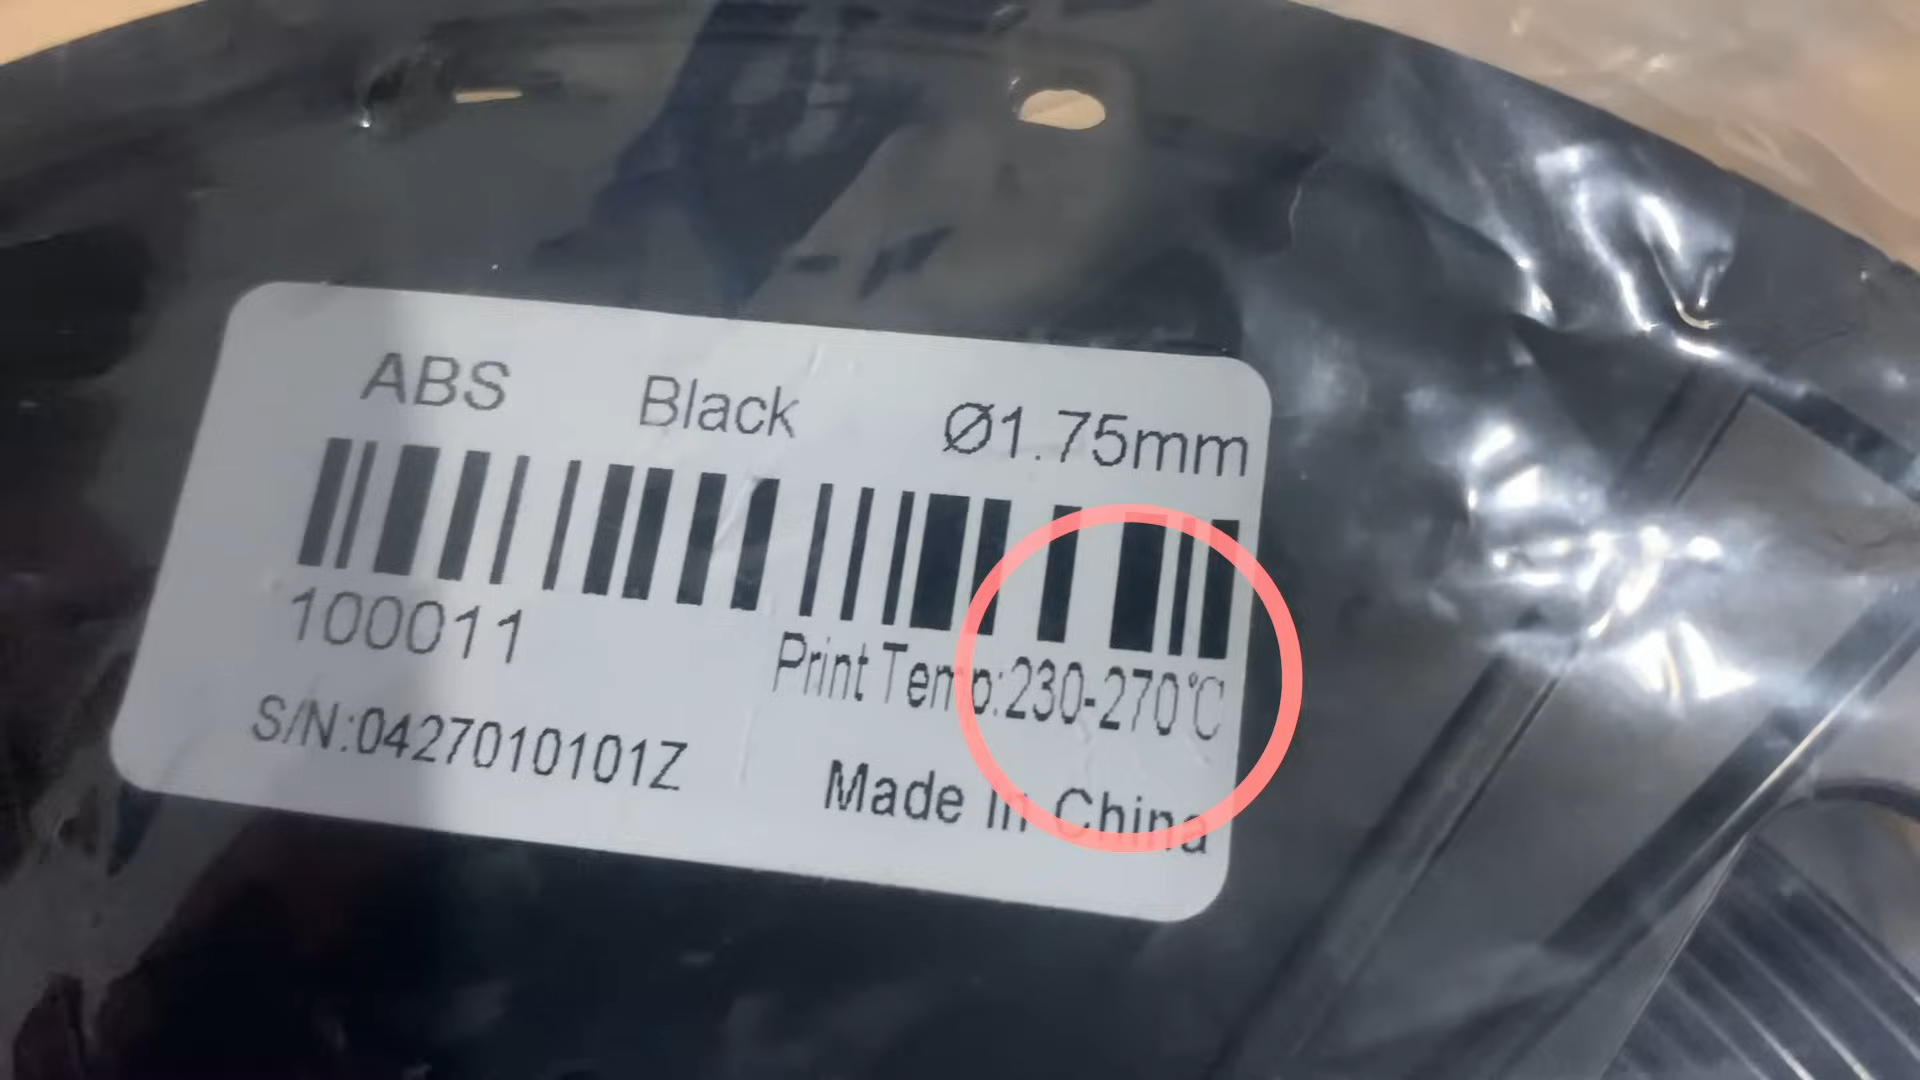 ABS Black Ø1.75mm
100011
Print Temp:230-270℃
S/N:0427010101Z
Made in China